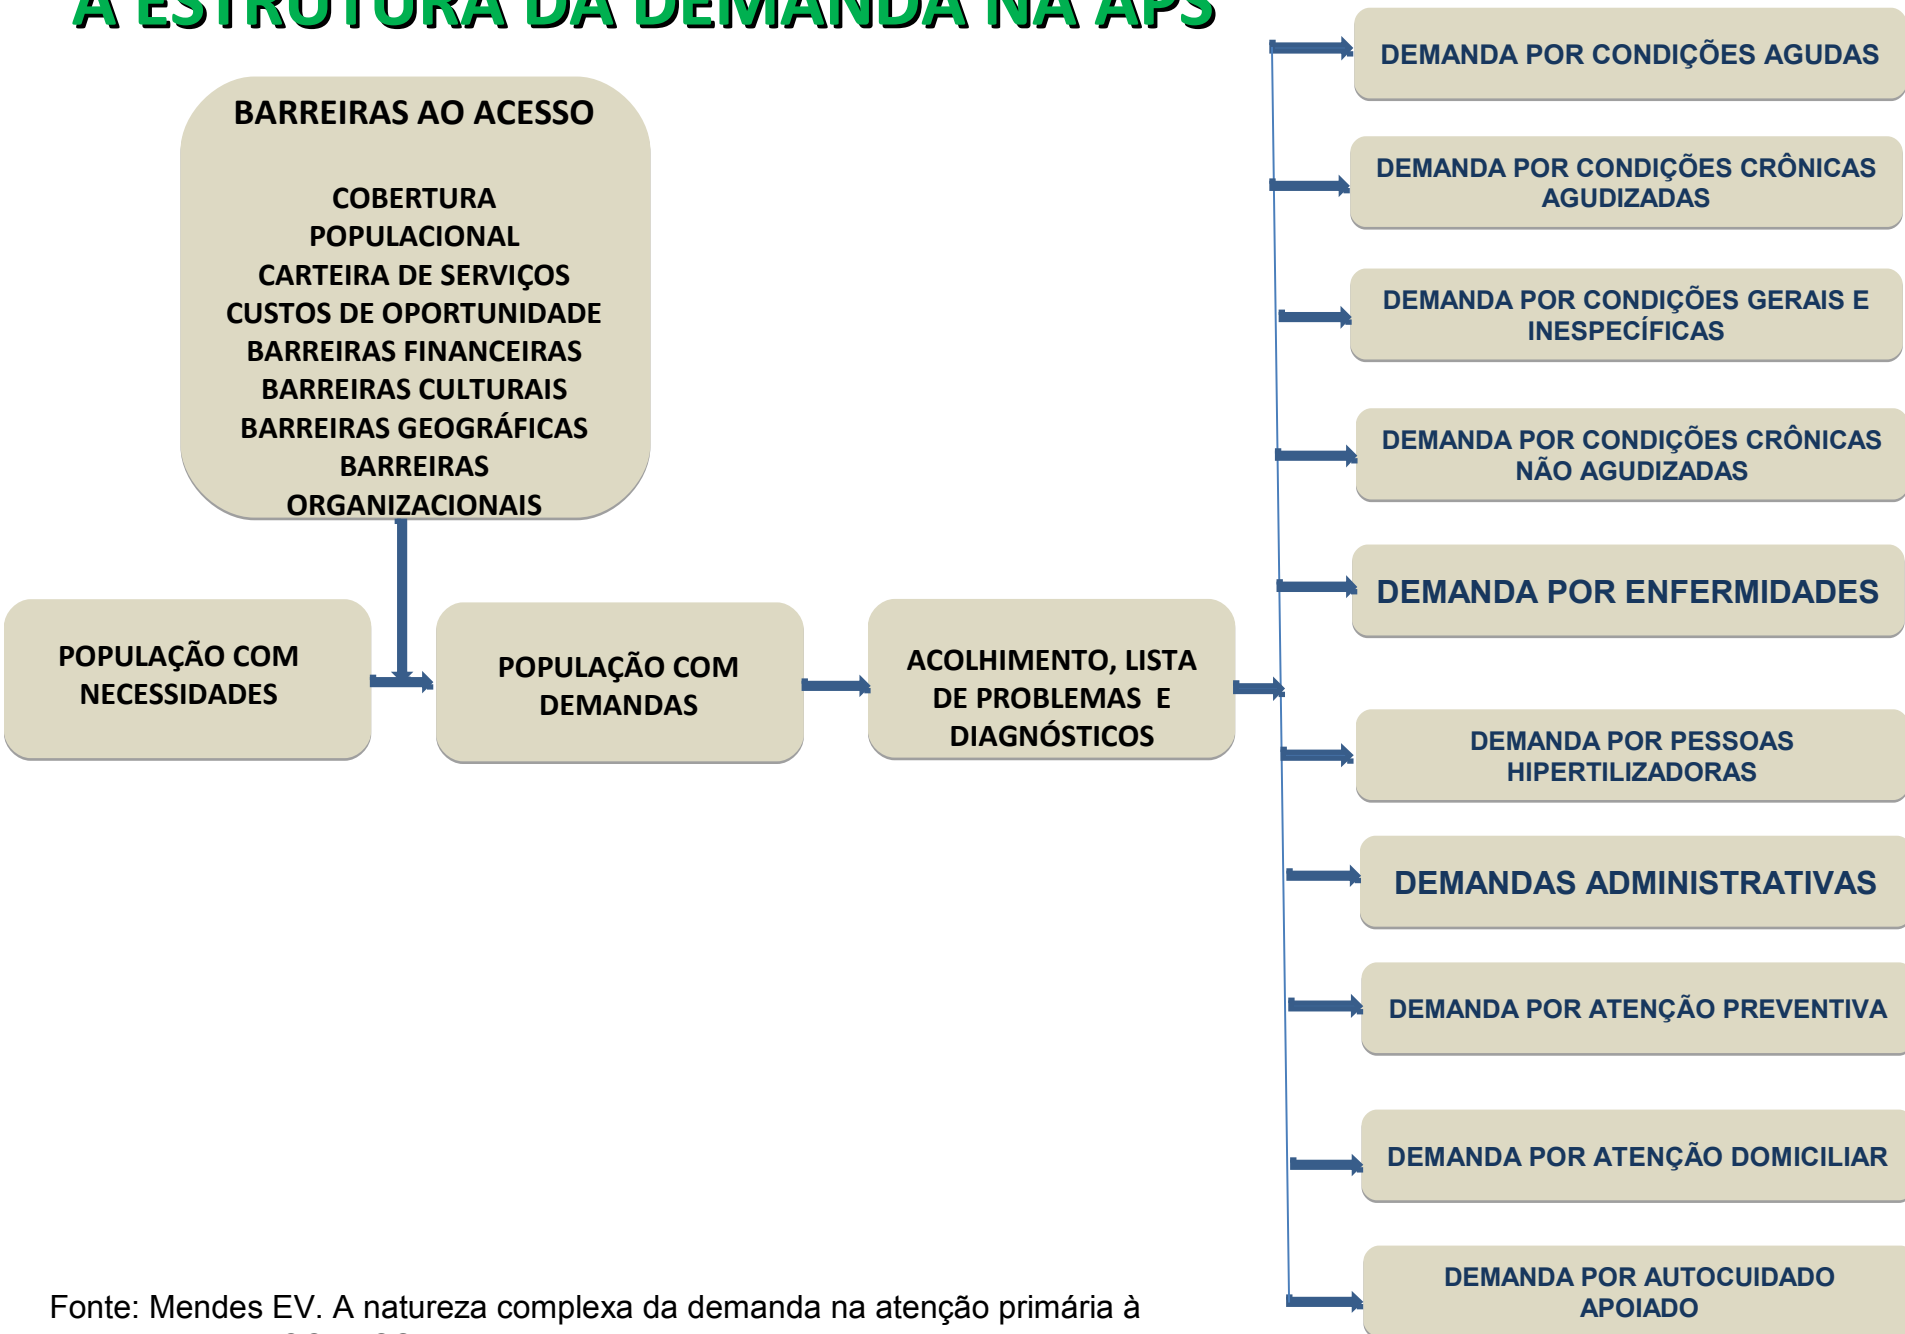 A ESTRUTURA DA DEMANDA NA APS
BARREIRAS AO ACESSO
COBERTURA
POPULACIONAL
CARTEIRA DE SERVIÇOS
CUSTOS DE OPORTUNIDADE
BARREIRAS FINANCEIRAS
BARREIRAS CULTURAIS
BARREIRAS GEOGRÁFICAS
BARREIRAS
ORGANIZACIONAIS
POPULAÇÃO COM
NECESSIDADES
POPULAÇÃO COM
DEMANDAS
ACOLHIMENTO, LISTA
DE PROBLEMAS E
DIAGNÓSTICOS
DEMANDA POR CONDIÇÕES AGUDAS
DEMANDA POR CONDIÇÕES CRÔNICAS
AGUDIZADAS
DEMANDA POR CONDIÇÕES GERAIS E
INESPECÍFICAS
DEMANDA POR CONDIÇÕES CRÔNICAS
NÃO AGUDIZADAS
DEMANDA POR ENFERMIDADES
DEMANDA POR PESSOAS
HIPERTILIZADORAS
DEMANDAS ADMINISTRATIVAS
DEMANDA POR ATENÇÃO PREVENTIVA
DEMANDA POR ATENÇÃO DOMICILIAR
DEMANDA POR AUTOCUIDADO
APOIADO
Fonte: Mendes EV. A natureza complexa da demanda na atenção primária à